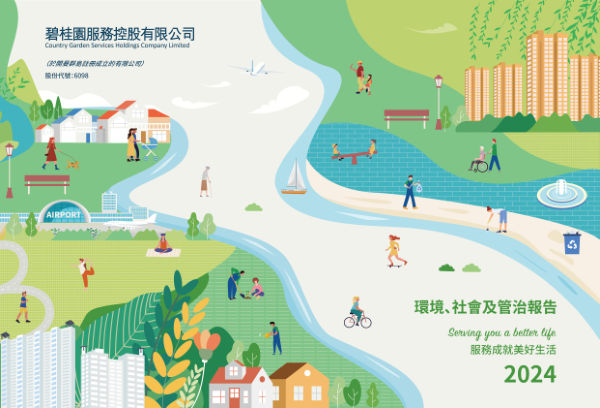 碧桂園服務控股有限公司
Country Garden Services Holdings Company Limited
(於開曼群島註冊成立的有限公司)
股份代號:6098
AIRPORT
環境、社會及管治報告
Serving you a better life
服務成就美好生活
2024